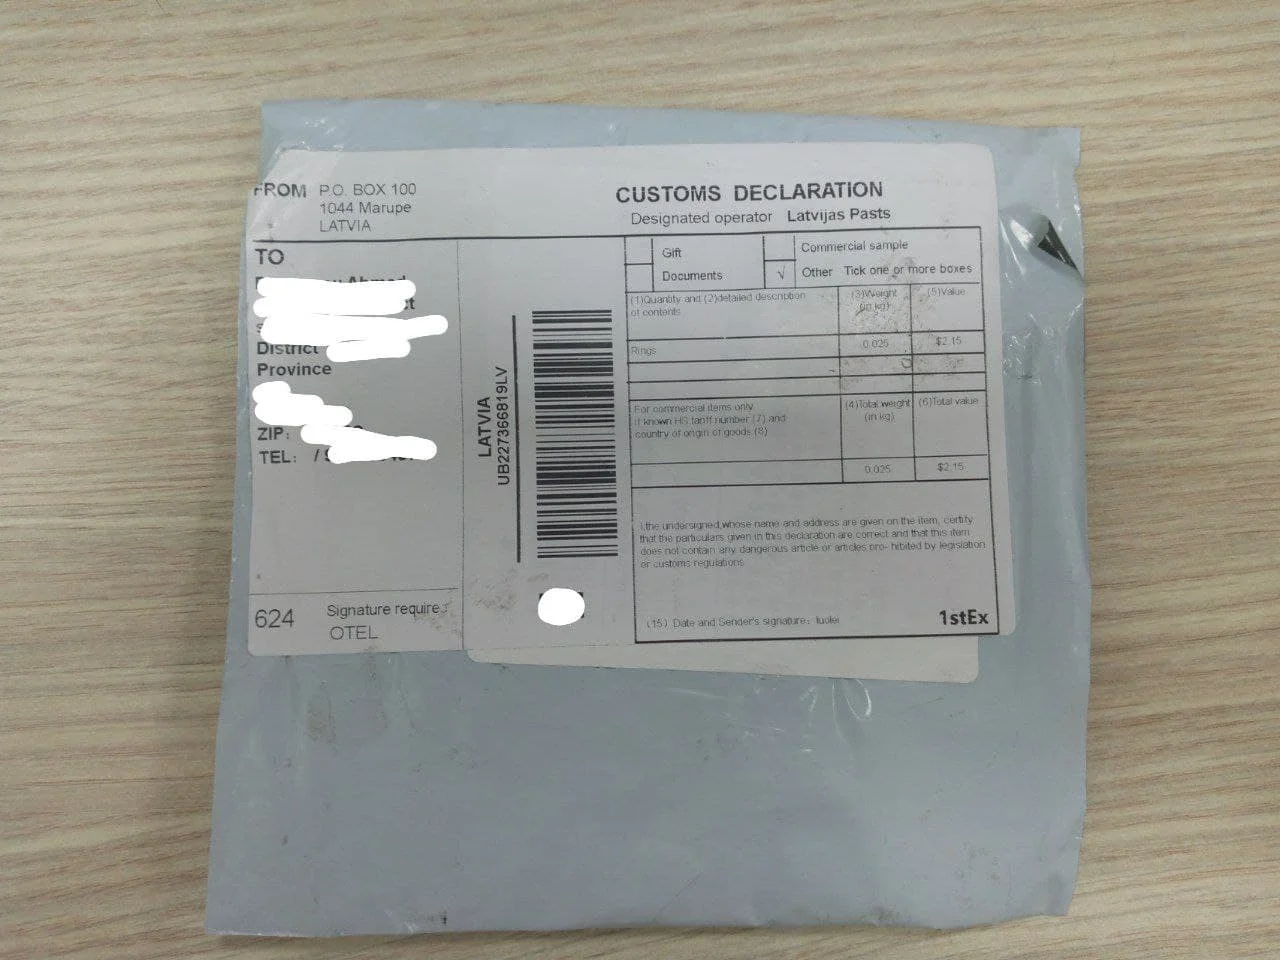 FROM P.O. BOX 100
1044 Marupe
LATVIA
CUSTOMS DECLARATION
Designated operator Latvijas Pasts
TO
District
Province
ZIP:
TEL: /
624
Signature require
OTEL
LATVIA
UB227366819LV
Gift
Commercial sample
Documents
√ Other Tick one or more boxes
(1)Quantity and (2)detailed description
of contents
(3)Weight
(in kg)
(5)Value
Rings 0.025 $2.15
For commercial items only
If known HS tariff number (7) and
country of origin of goods (8)
(4)Total weight
(in kg)
(6)Total value
0.025 $2.15
I,the undersigned,whose name and address are given on the item, certify
that the particulars given in this declaration are correct and that this item
does not contain any dangerous article or articles pro- hibited by legislation
or customs regulations
(15) Date and Sender's signature:
1stEx